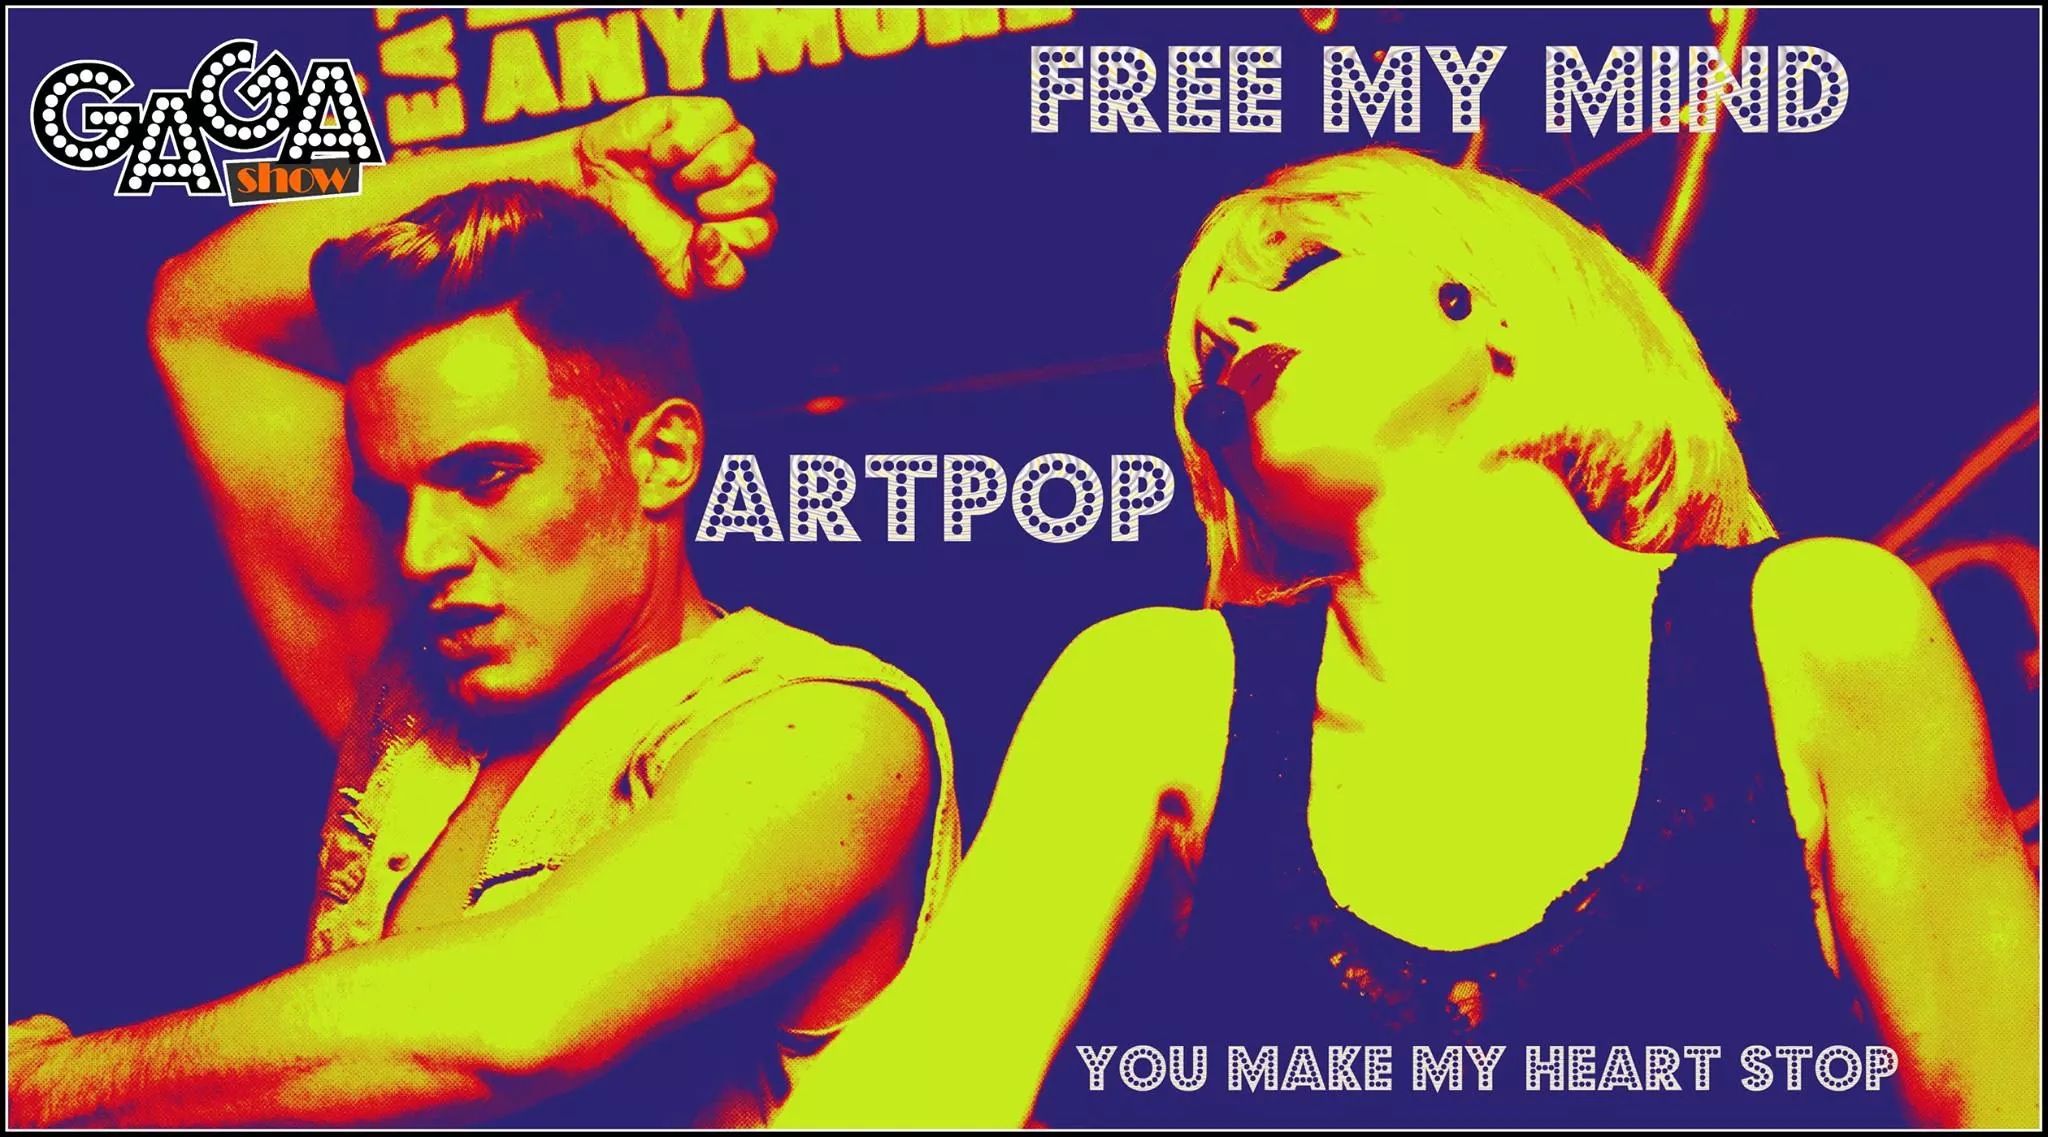 ANYMORE
GAGA
show
FREE MY MIND
ARTPOP
YOU MAKE MY HEART STOP